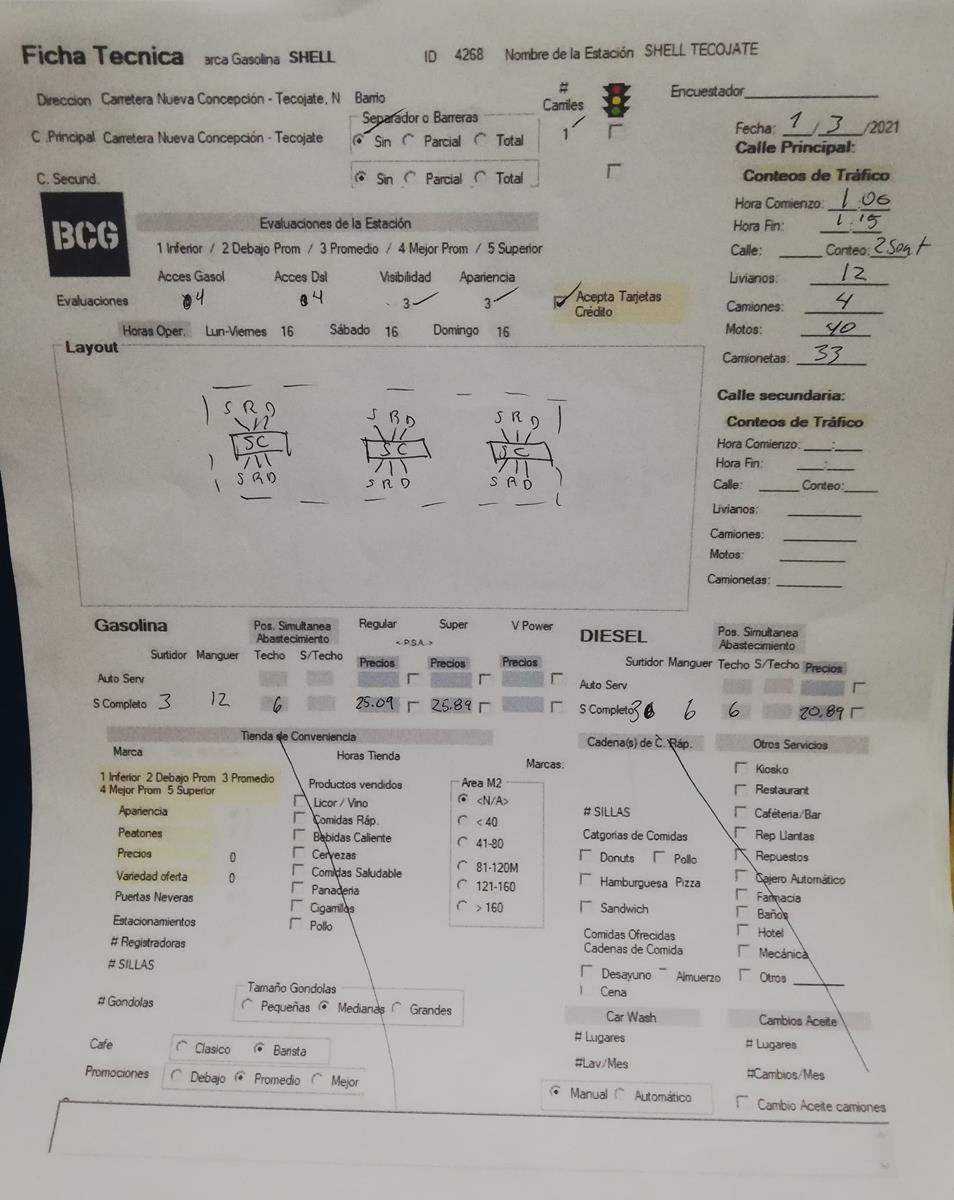 Ficha Tecnica arca Gasolina SHELL ID 4268 Nombre de la Estación SHELL TECOJATE
Direccion Carretera Nueva Concepción - Tecojate, N Barrio # Carriles Encuestador
Separador o Barreras
C .Principal Carretera Nueva Concepción - Tecojate Sin Parcial Total 1
Fecha: 1 / 3 /2021
C. Secund. Sin Parcial Total
BCG
Evaluaciones de la Estación
1 Inferior / 2 Debajo Prom / 3 Promedio / 4 Mejor Prom / 5 Superior
Acces Gasol Acces Dsl Visibilidad Apariencia
Evaluaciones 4 4 3 3 Acepta Tarjetas Crédito
Horas Oper. Lun-Viernes 16 Sábado 16 Domingo 16
Calle Principal:
Conteos de Tráfico
Hora Comienzo: 1:06
Hora Fin: 1:15
Calle: Conteo:
Livianos: 12
Camiones: 4
Motos: 40
Camionetas: 33
Layout
S R D S R D S R D
SC SC SC
S R D S R D S R D
Calle secundaria:
Conteos de Tráfico
Hora Comienzo: :
Hora Fin: :
Calle: Conteo:
Livianos:
Camiones:
Motos:
Camionetas:
Gasolina Pos. Simultanea Abastecimiento Regular Super V Power
<-P.S.A.->
Surtidor Manguer Techo S/Techo Precios Precios Precios
Auto Serv
S Completo 3 12 6 25.09 25.89
DIESEL Pos. Simultanea Abastecimiento
Surtidor Manguer Techo S/Techo Precios
Auto Serv
S Completo 3 6 6 20.89
Tienda de Conveniencia
Marca Horas Tienda Marcas:
1 Inferior 2 Debajo Prom 3 Promedio
4 Mejor Prom 5 Superior
Apariencia
Peatones
Precios 0
Variedad oferta 0
Puertas Neveras
Estacionamientos
# Registradoras
# SILLAS
# Gondolas
Productos vendidos
Licor / Vino
Comidas Ráp.
Bebidas Caliente
Cervezas
Comidas Saludable
Panaderia
Cigarrillos
Pollo
Area M2
<N/A>
< 40
41-80
81-120M
121-160
> 160
Tamaño Gondolas
Pequeñas Medianas Grandes
Cafe Clasico Barista
Promociones Debajo Promedio Mejor
Cadena(s) de C. Ráp.
# SILLAS
Catgorias de Comidas
Donuts Pollo
Hamburguesa Pizza
Sandwich
Comidas Ofrecidas
Cadenas de Comida
Desayuno Almuerzo
Cena
Car Wash
# Lugares
#Lav/Mes
Manual Automático
Otros Servicios
Kiosko
Restaurant
Caféteria/Bar
Rep Llantas
Repuestos
Cajero Automático
Farmacia
Baños
Hotel
Mecánica
Otros
Cambios Aceite
# Lugares
#Cambios/Mes
Cambio Aceite camiones